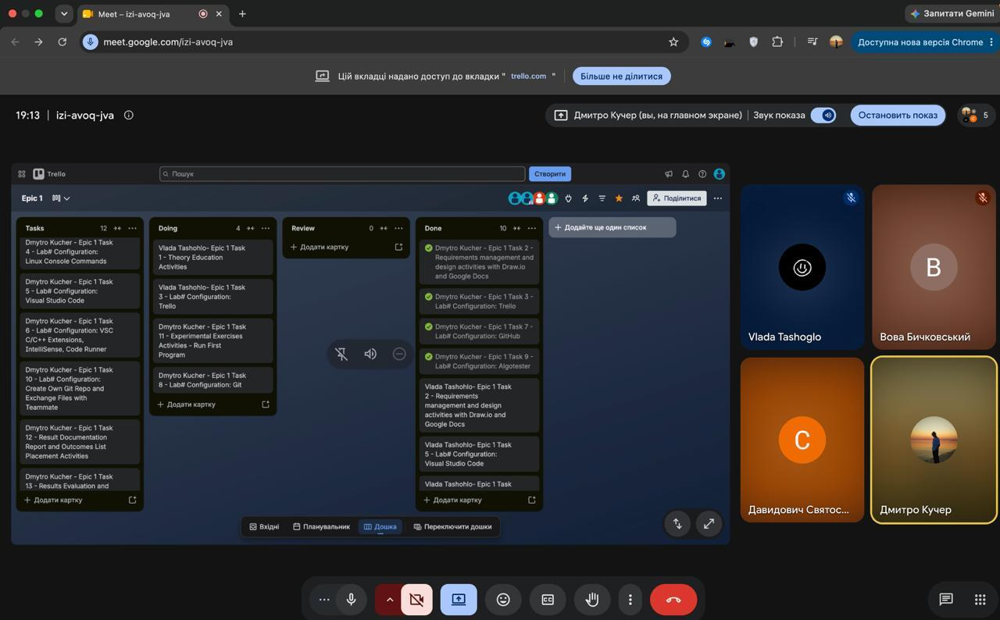 Meet – izi-avoq-jva
Запитати Gemini
meet.google.com/izi-avoq-jva
Доступна нова версія Chrome
Цій вкладці надано доступ до вкладки " trello.com "
Більше не ділитися
19:13 | izi-avoq-jva
Дмитро Кучер (вы, на главном экране)
Звук показа
Остановить показ
5
Trello
Пошук
Створити
Epic 1
Поділитися
Tasks 12
Dmytro Kucher - Epic 1 Task
4 - Lab# Configuration:
Linux Console Commands
Dmytro Kucher - Epic 1 Task
5 - Lab# Configuration:
Visual Studio Code
Dmytro Kucher - Epic 1 Task
6 - Lab# Configuration: VSC
C/C++ Extensions,
IntelliSense, Code Runner
Dmytro Kucher - Epic 1 Task
10 - Lab# Configuration:
Create Own Git Repo and
Exchange Files with
Teammate
Dmytro Kucher - Epic 1 Task
12 - Result Documentation
Report and Outcomes List
Placement Activities
Dmytro Kucher - Epic 1 Task
13 - Results Evaluation and
+ Додати картку
Doing 4
Vlada Tashohlo- Epic 1 Task
1 - Theory Education
Activities
Vlada Tashohlo- Epic 1 Task
3 - Lab# Configuration:
Trello
Dmytro Kucher - Epic 1 Task
11 - Experimental Exercises
Activities - Run First
Program
Dmytro Kucher - Epic 1 Task
8 - Lab# Configuration: Git
+ Додати картку
Review 0
+ Додати картку
Done 10
Dmytro Kucher - Epic 1 Task 2 -
Requirements management and
design activities with Draw.io
and Google Docs
Dmytro Kucher - Epic 1 Task 3 -
Lab# Configuration: Trello
Dmytro Kucher - Epic 1 Task 7 -
Lab# Configuration: GitHub
Dmytro Kucher - Epic 1 Task 9 -
Lab# Configuration: Algotester
Vlada Tashohlo- Epic 1 Task
2 - Requirements
management and design
activities with Draw.io and
Google Docs
Vlada Tashohlo- Epic 1 Task
5 - Lab# Configuration:
Visual Studio Code
Vlada Tashohlo- Epic 1 Task
+ Додати картку
+ Додайте ще один список
Вхідні
Планувальник
Дошка
Переключити дошки
Vlada Tashoglo
В
Вова Бичковський
С
Давидович Святос...
Дмитро Кучер